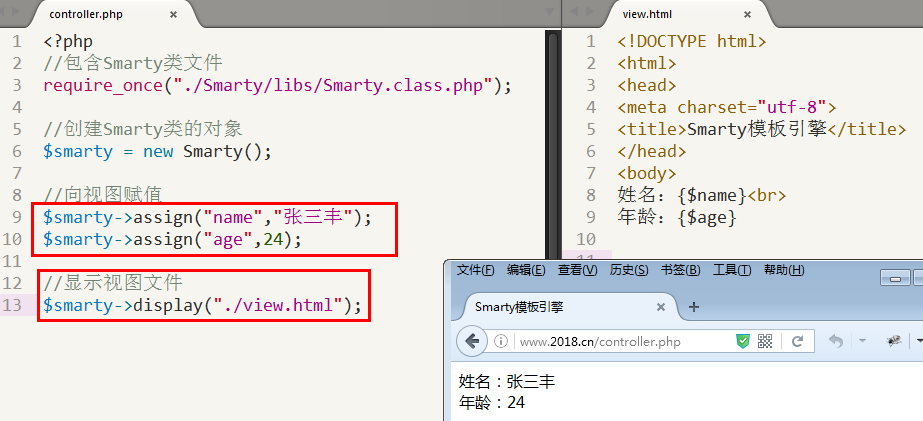 controller.php ×
1 <?php
2 //包含Smarty类文件
3 require_once("./Smarty/libs/Smarty.class.php");
4
5 //创建Smarty类的对象
6 $smarty = new Smarty();
7
8 //向视图赋值
9 $smarty->assign("name","张三丰");
10 $smarty->assign("age",24);
11
12 //显示视图文件
13 $smarty->display("./view.html");
view.html ×
1 <!DOCTYPE html>
2 <html>
3 <head>
4 <meta charset="utf-8">
5 <title>Smarty模板引擎</title>
6 </head>
7 <body>
8 姓名：{$name}<br>
9 年龄：{$age}
10
11
文件(F) 编辑(E) 查看(V) 历史(S) 书签(B) 工具(T) 帮助(H)
Smarty模板引擎 × +
www.2018.cn/controller.php
姓名：张三丰
年龄：24